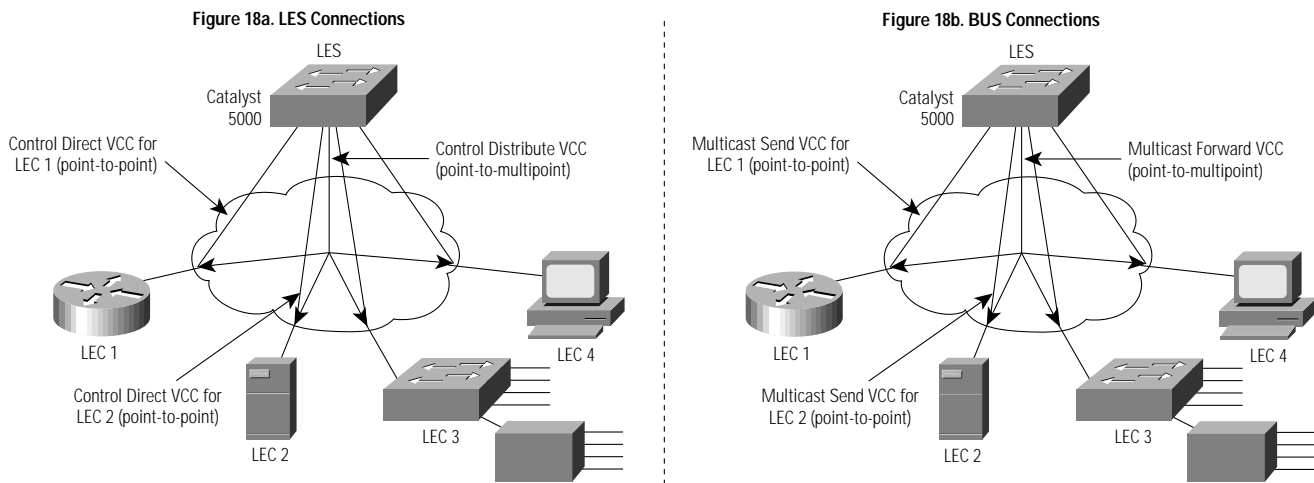 Figure 18a. LES Connections
LES
Catalyst
5000
Control Direct VCC for
LEC 1 (point-to-point)
Control Distribute VCC
(point-to-multipoint)
LEC 1
LEC 4
Control Direct VCC for
LEC 2 (point-to-point)
LEC 2
LEC 3
Figure 18b. BUS Connections
LES
Catalyst
5000
Multicast Send VCC for
LEC 1 (point-to-point)
Multicast Forward VCC
(point-to-multipoint)
LEC 1
LEC 4
Multicast Send VCC for
LEC 2 (point-to-point)
LEC 2
LEC 3